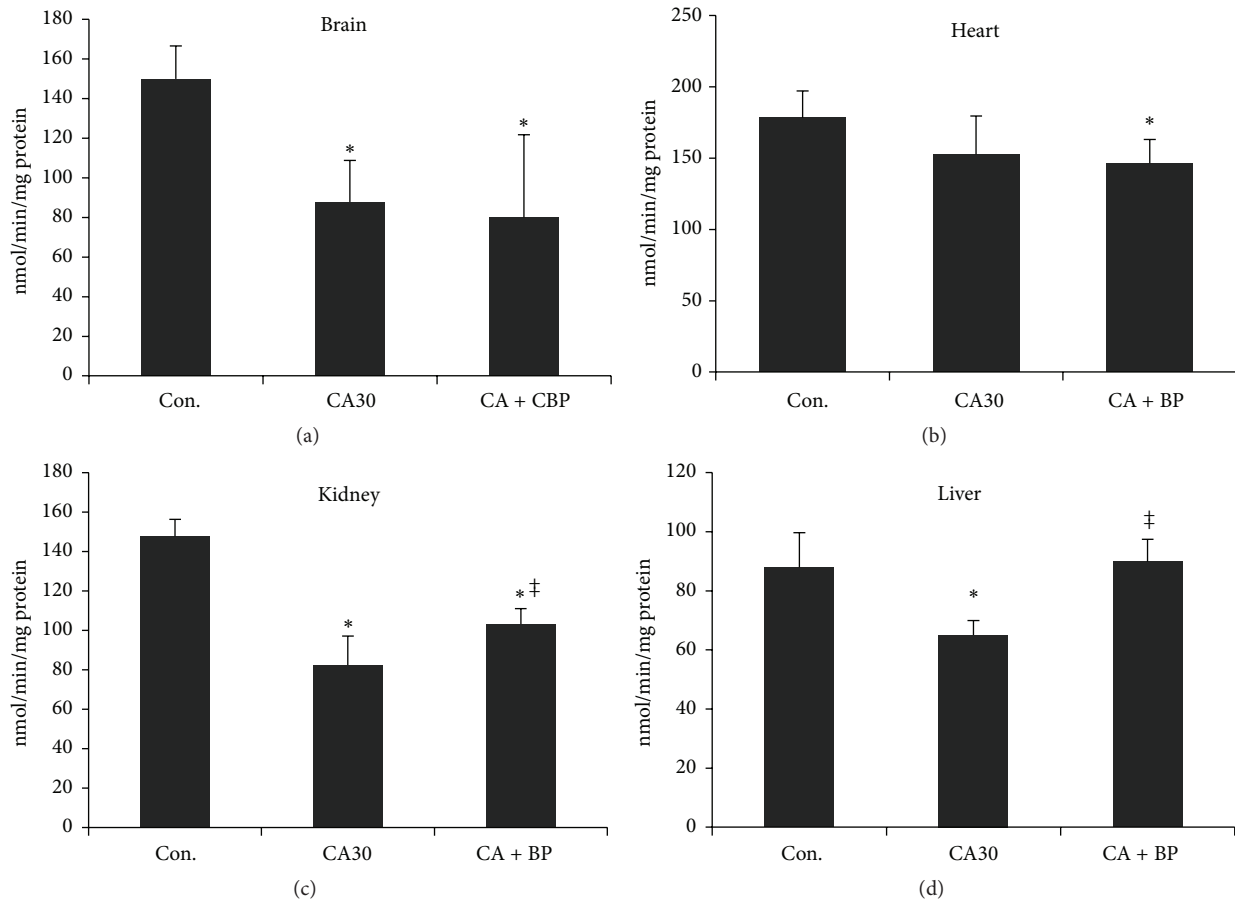 Brain
nmol/min/mg protein
180
160
140
120
100
80
60
40
20
0
*
*
Con. CA30 CA + CBP
(a)
Heart
nmol/min/mg protein
250
200
150
100
50
0
*
Con. CA30 CA + BP
(b)
Kidney
nmol/min/mg protein
180
160
140
120
100
80
60
40
20
0
*
* ‡
Con. CA30 CA + BP
(c)
Liver
nmol/min/mg protein
120
100
80
60
40
20
0
*
‡
Con. CA30 CA + BP
(d)